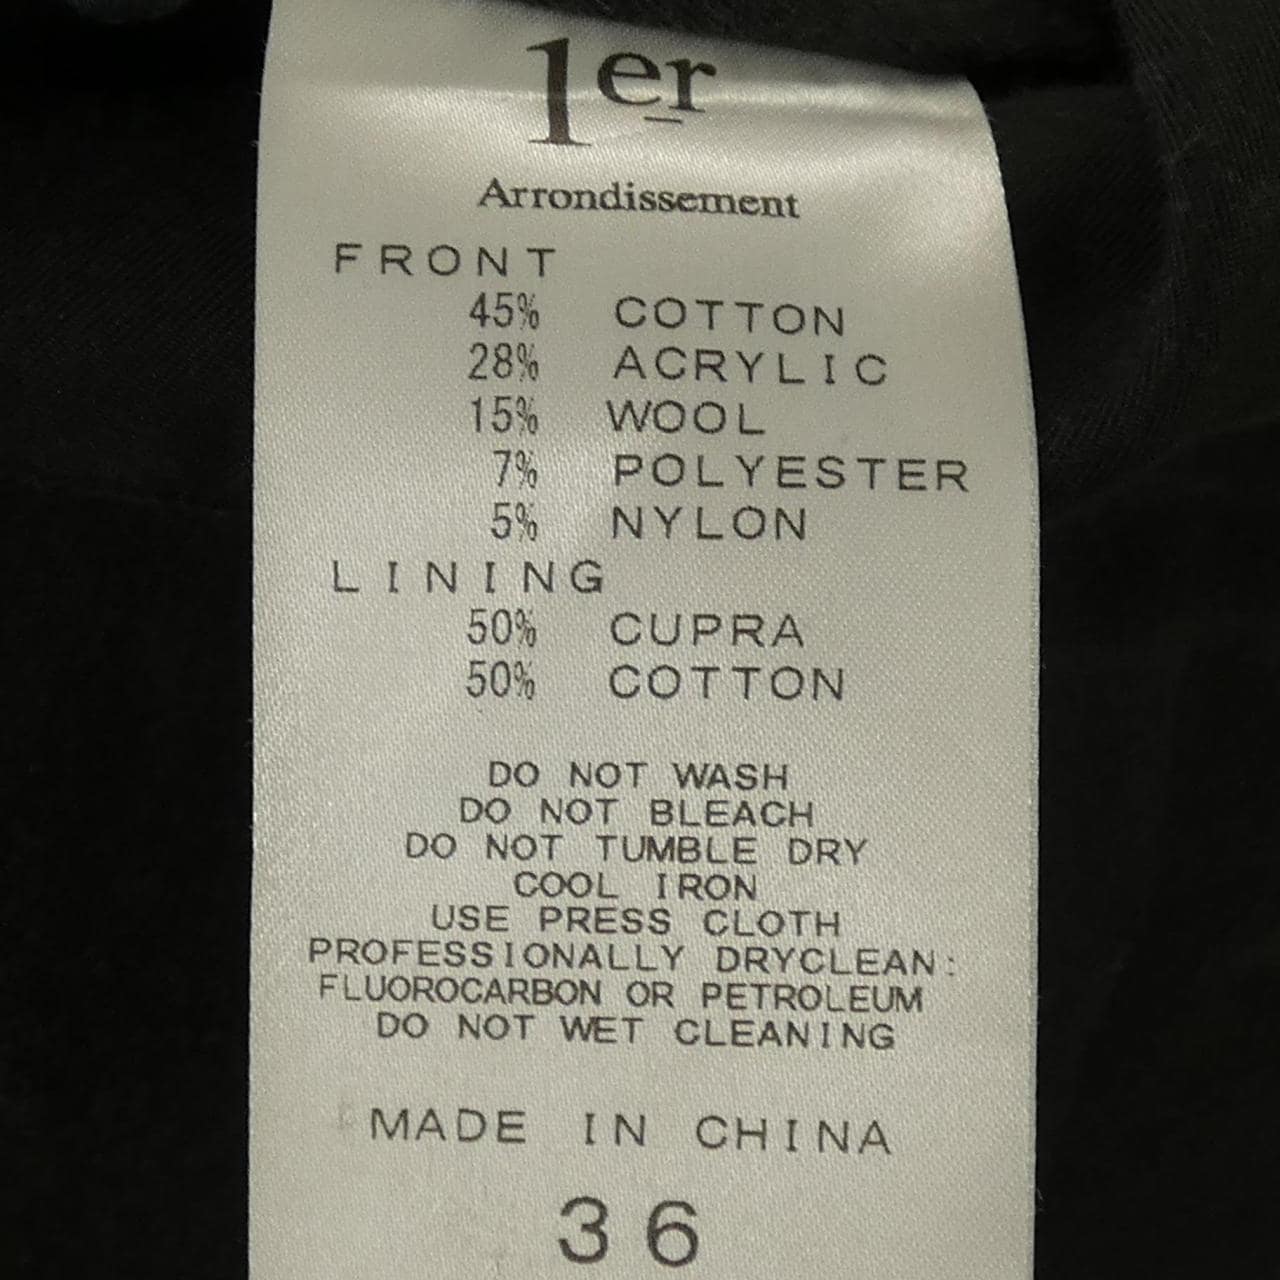 1er
Arrondissement
FRONT
45% COTTON
28% ACRYLIC
15% WOOL
7% POLYESTER
5% NYLON
LINING
50% CUPRA
50% COTTON
DO NOT WASH
DO NOT BLEACH
DO NOT TUMBLE DRY
COOL IRON
USE PRESS CLOTH
PROFESSIONALLY DRYCLEAN:
FLUOROCARBON OR PETROLEUM
DO NOT WET CLEANING
MADE IN CHINA
36